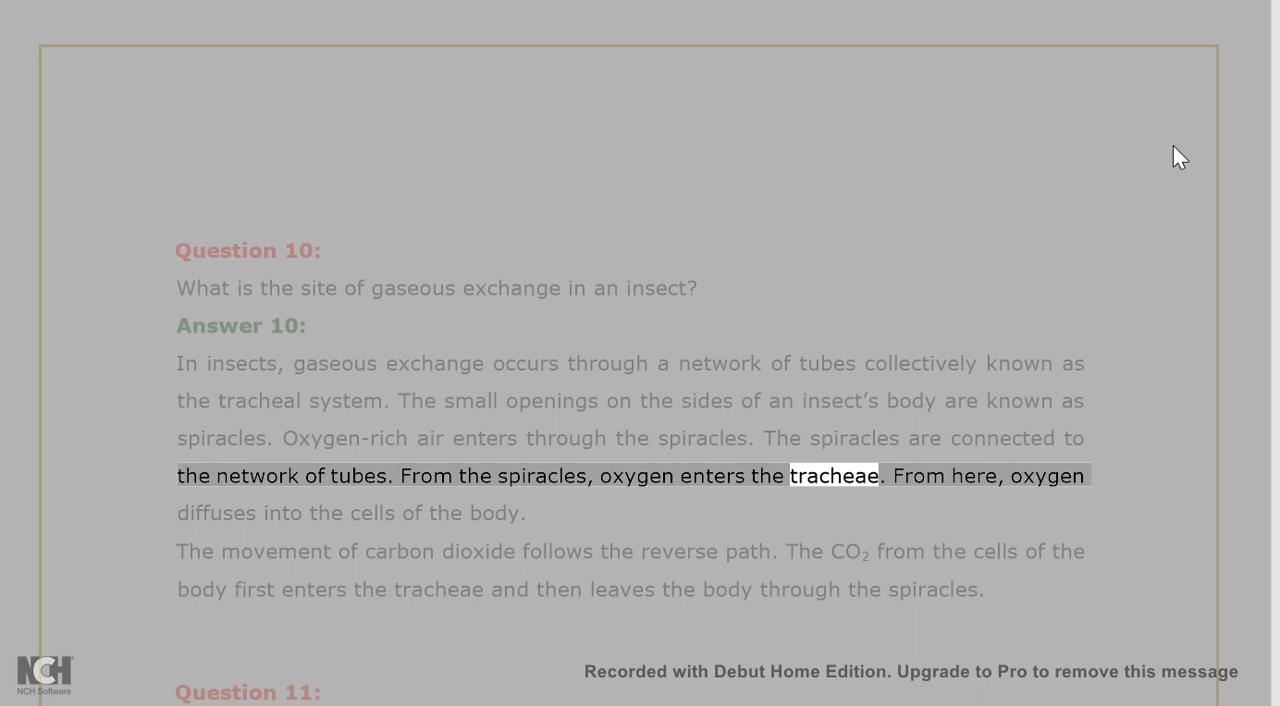 Question 10:
What is the site of gaseous exchange in an insect?
Answer 10:
In insects, gaseous exchange occurs through a network of tubes collectively known as
the tracheal system. The small openings on the sides of an insect’s body are known as
spiracles. Oxygen-rich air enters through the spiracles. The spiracles are connected to
the network of tubes. From the spiracles, oxygen enters the tracheae. From here, oxygen
diffuses into the cells of the body.
The movement of carbon dioxide follows the reverse path. The CO₂ from the cells of the
body first enters the tracheae and then leaves the body through the spiracles.
NCH
NCH Software
Recorded with Debut Home Edition. Upgrade to Pro to remove this message
Question 11: